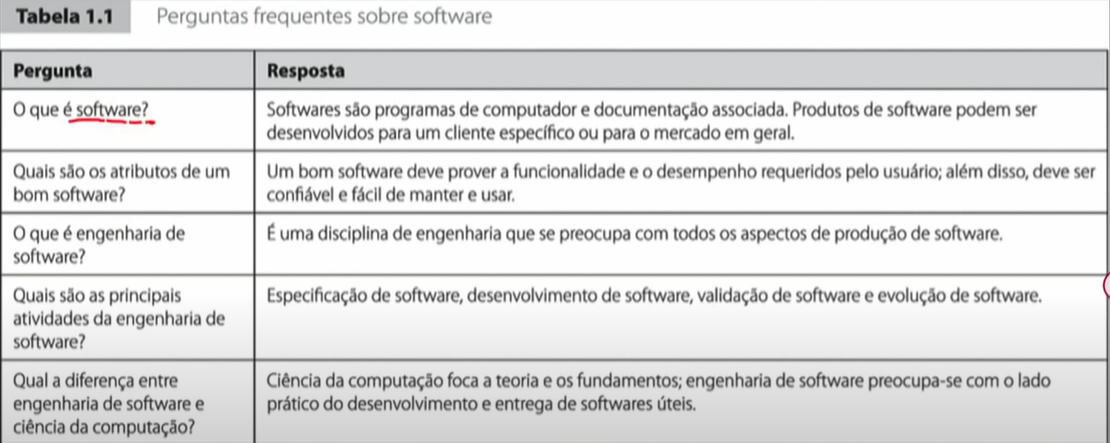 Tabela 1.1 Perguntas frequentes sobre software
Pergunta Resposta
O que é software? Softwares são programas de computador e documentação associada. Produtos de software podem ser
desenvolvidos para um cliente específico ou para o mercado em geral.
Quais são os atributos de um Um bom software deve prover a funcionalidade e o desempenho requeridos pelo usuário; além disso, deve ser
bom software? confiável e fácil de manter e usar.
O que é engenharia de É uma disciplina de engenharia que se preocupa com todos os aspectos de produção de software.
software?
Quais são as principais Especificação de software, desenvolvimento de software, validação de software e evolução de software.
atividades da engenharia de
software?
Qual a diferença entre Ciência da computação foca a teoria e os fundamentos; engenharia de software preocupa-se com o lado
engenharia de software e prático do desenvolvimento e entrega de softwares úteis.
ciência da computação?